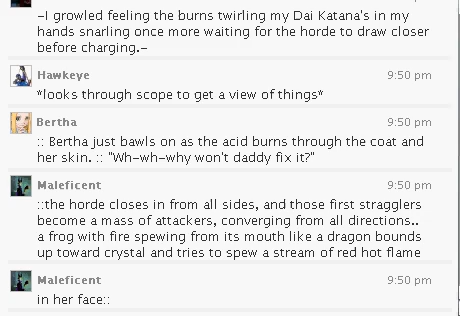 ~I growled feeling the burns twirling my Dai Katana's in my
hands snarling once more waiting for the horde to draw closer
before charging.~
Hawkeye 9:50 pm
*looks through scope to get a view of things*
Bertha 9:50 pm
:: Bertha just bawls on as the acid burns through the coat and
her skin. :: "Wh-wh-why won't daddy fix it?"
Maleficent 9:50 pm
::the horde closes in from all sides, and those first stragglers
become a mass of attackers, converging from all directions..
a frog with fire spewing from its mouth like a dragon bounds
up toward crystal and tries to spew a stream of red hot flame
Maleficent 9:50 pm
in her face::